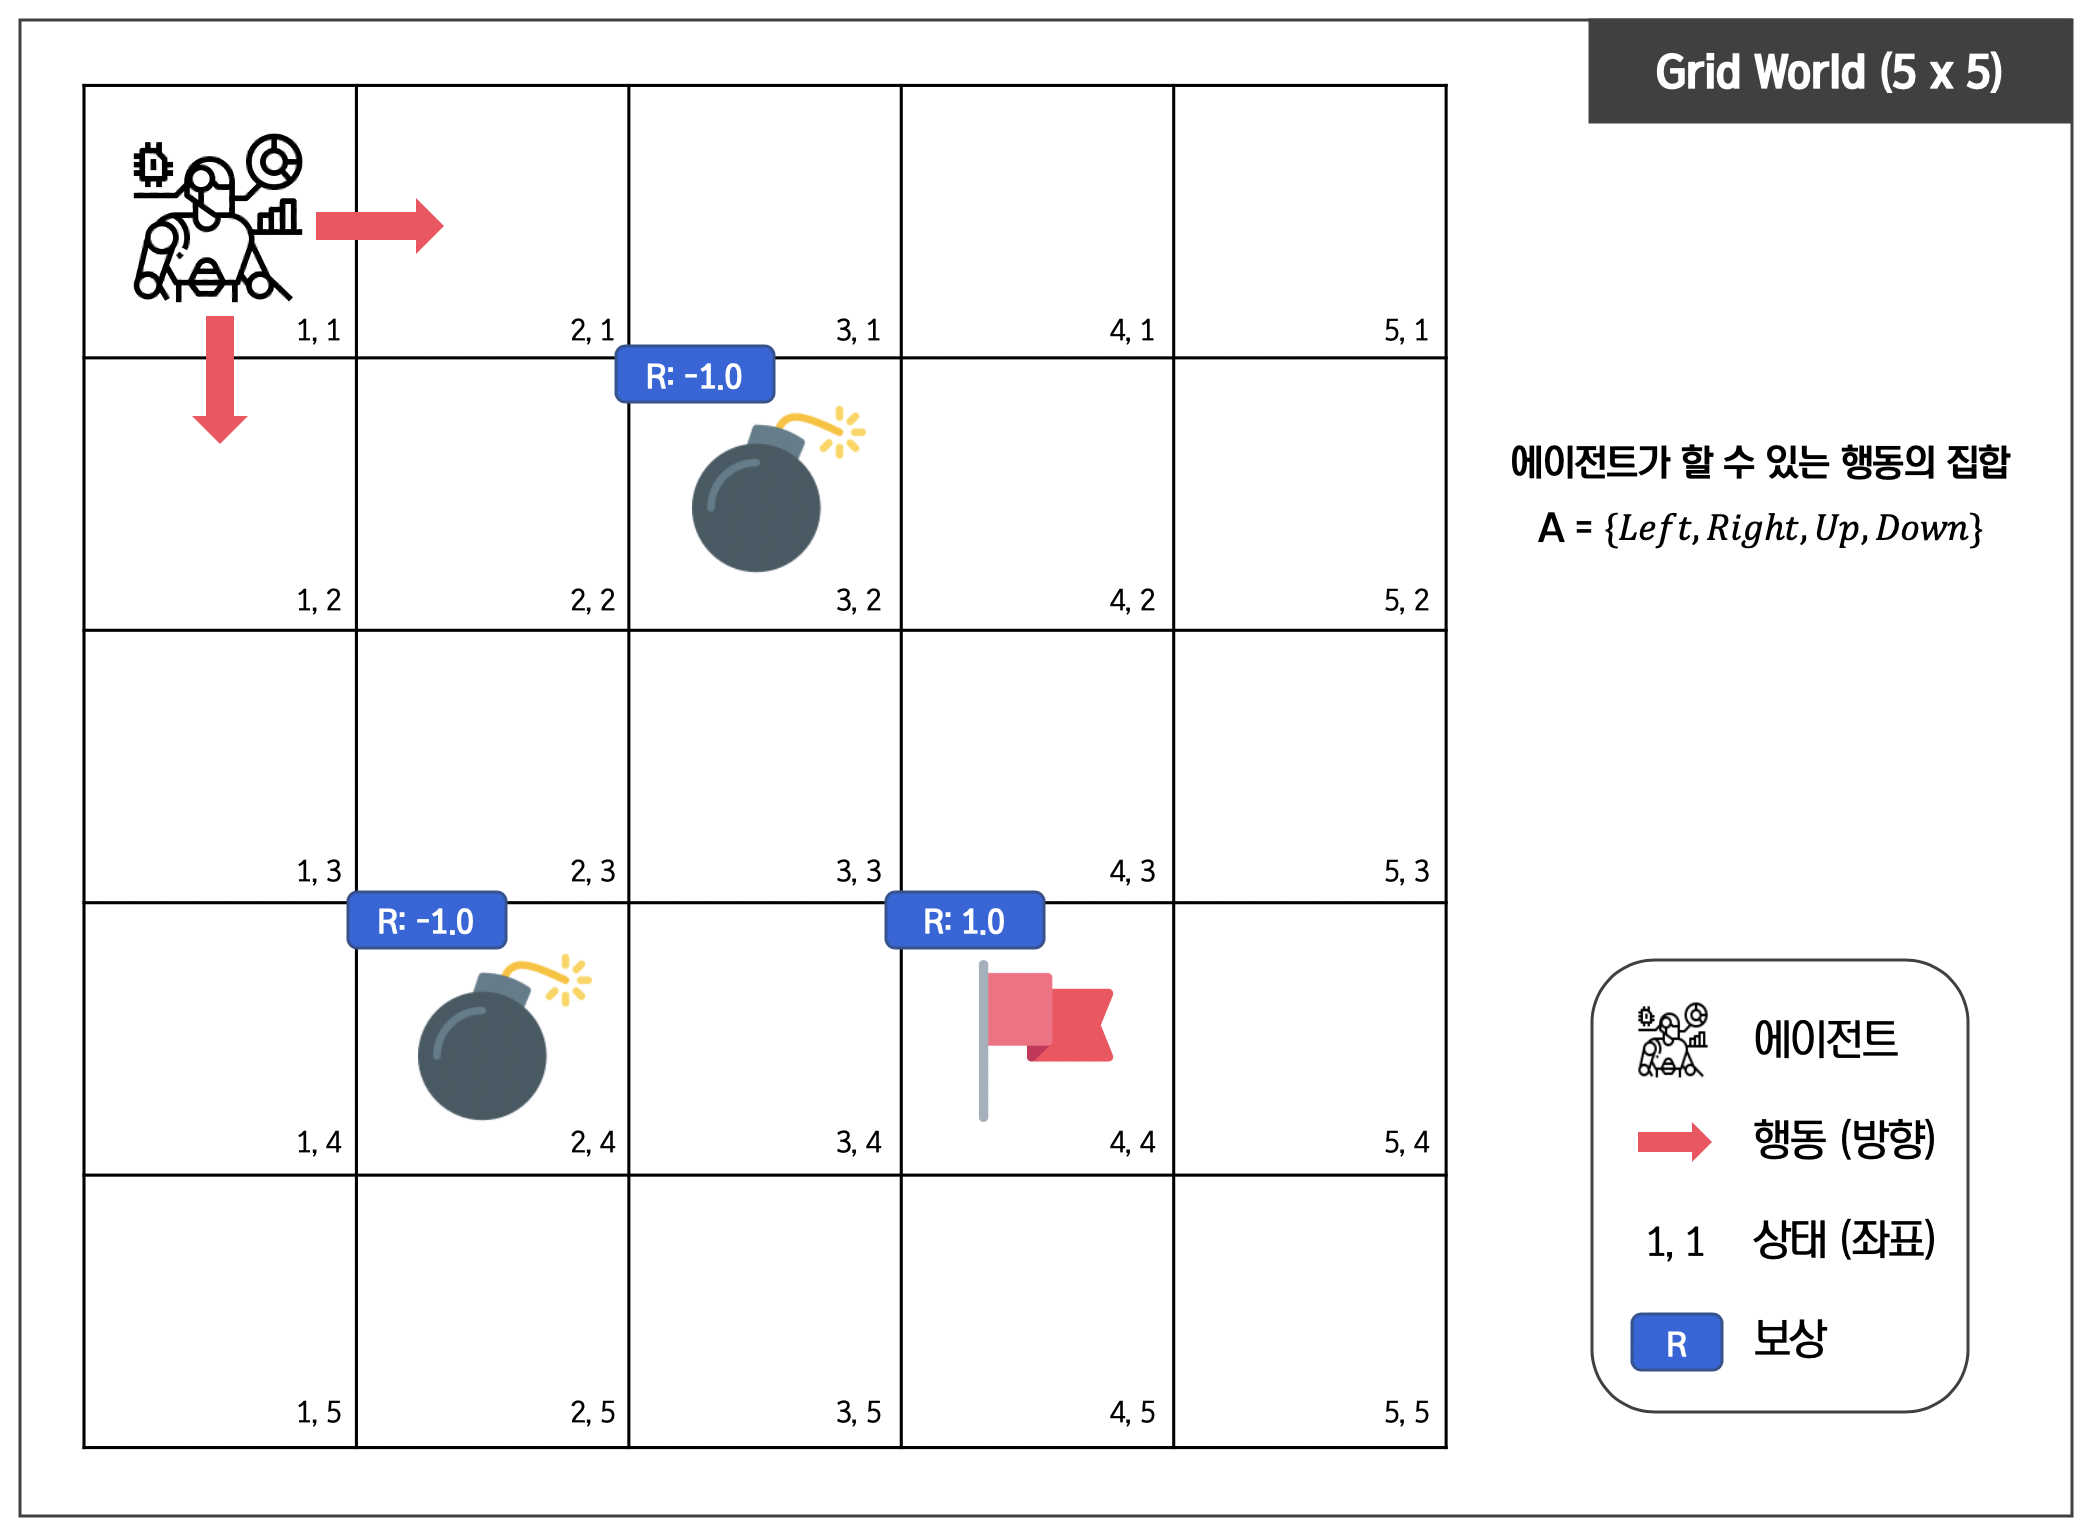 Grid World (5 x 5)
1, 1
2, 1
3, 1
4, 1
5, 1
R: -1.0
에이전트가 할 수 있는 행동의 집합
A = {Left, Right, Up, Down}
1, 2
2, 2
3, 2
4, 2
5, 2
1, 3
2, 3
3, 3
4, 3
5, 3
R: -1.0
R: 1.0
1, 4
2, 4
3, 4
4, 4
5, 4
1, 5
2, 5
3, 5
4, 5
5, 5
에이전트
행동 (방향)
1, 1 상태 (좌표)
R 보상